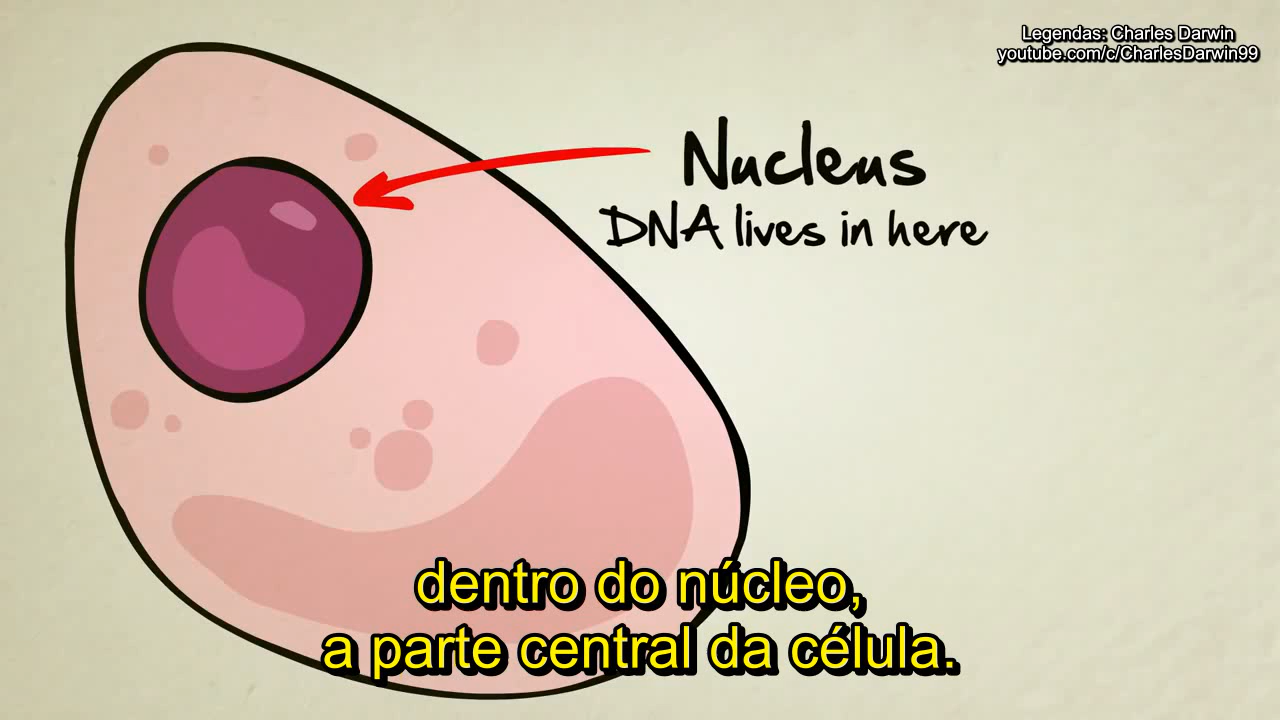 Legendas: Charles Darwin
youtube.com/c/CharlesDarwin99
Nucleus
DNA lives in here
dentro do núcleo,
a parte central da célula.